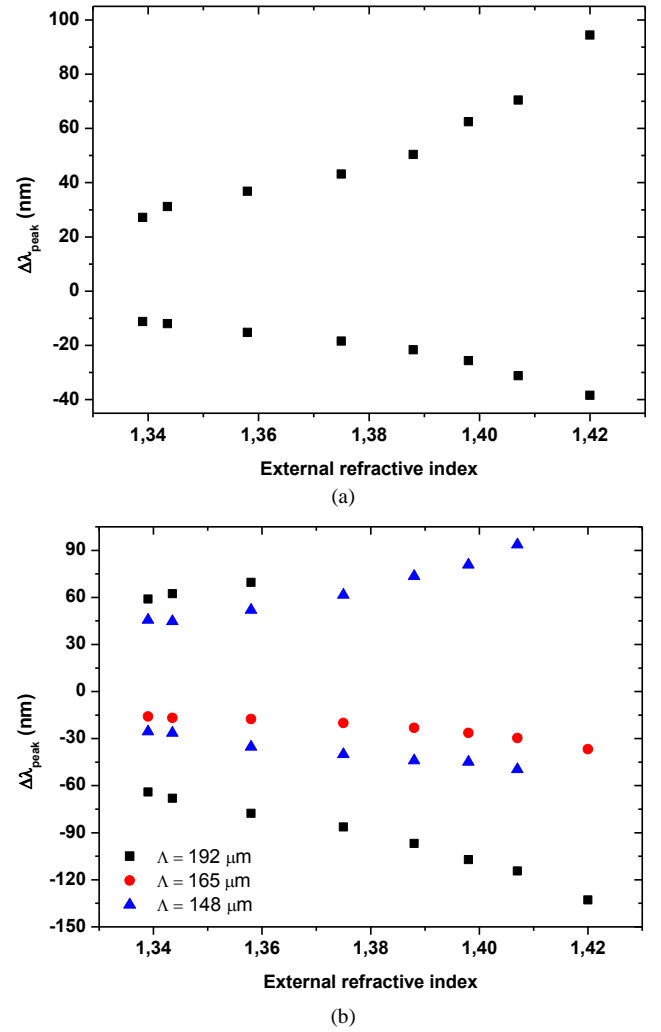 100
80
60
40
20
0
-20
-40
Δλpeak (nm)
1,34 1,36 1,38 1,40 1,42
External refractive index
(a)
90
60
30
0
-30
-60
-90
-120
-150
Δλpeak (nm)
Λ = 192 μm
Λ = 165 μm
Λ = 148 μm
1,34 1,36 1,38 1,40 1,42
External refractive index
(b)